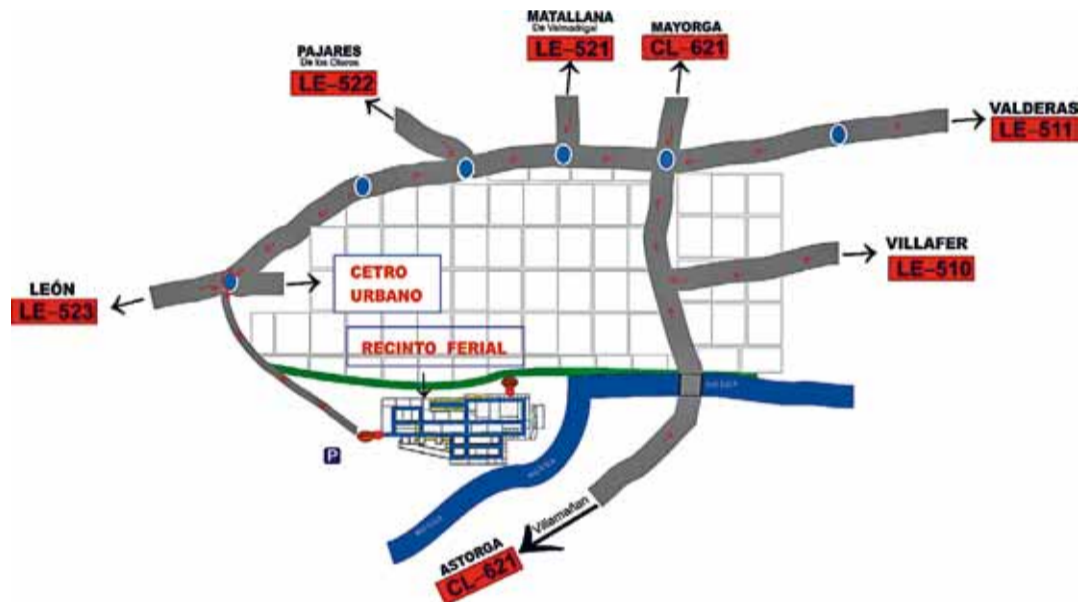 MATALLANA
De Valmadrigal
LE-521
MAYORGA
CL-621
PAJARES
De los Oteros
LE-522
VALDERAS
LE-511
VILLAFER
LE-510
CETRO
URBANO
LEÓN
LE-523
RECINTO FERIAL
P
Villamañan
ASTORGA
CL-621